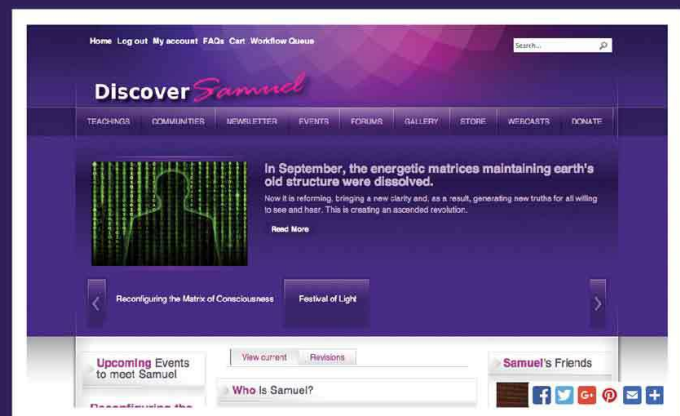 Home Log out My account FAQs Cart Workflow Queue
Search...
Discover Samuel
TEACHINGS COMMUNITIES NEWSLETTER EVENTS FORUMS GALLERY STORE WEBCASTS DONATE
In September, the energetic matrices maintaining earth's
old structure were dissolved.
Now it is reforming, bringing a new clarity and, as a result, generating new truths for all willing
to see and hear. This is creating an ascended revolution.
Read More
Reconfiguring the Matrix of Consciousness Festival of Light
Upcoming Events
to meet Samuel
Reconfiguring the
View current Revisions
Who Is Samuel?
Samuel's Friends